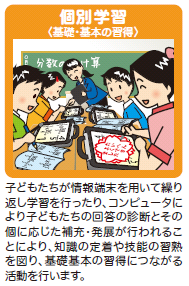 個別学習
〈基礎・基本の習得〉
分数の 計算
子どもたちが情報端末を用いて繰り
返し学習を行ったり、コンピュータに
より子どもたちの回答の診断とその
個に応じた補充・発展が行われるこ
とにより、知識の定着や技能の習熟
を図り、基礎基本の習得につながる
活動を行います。